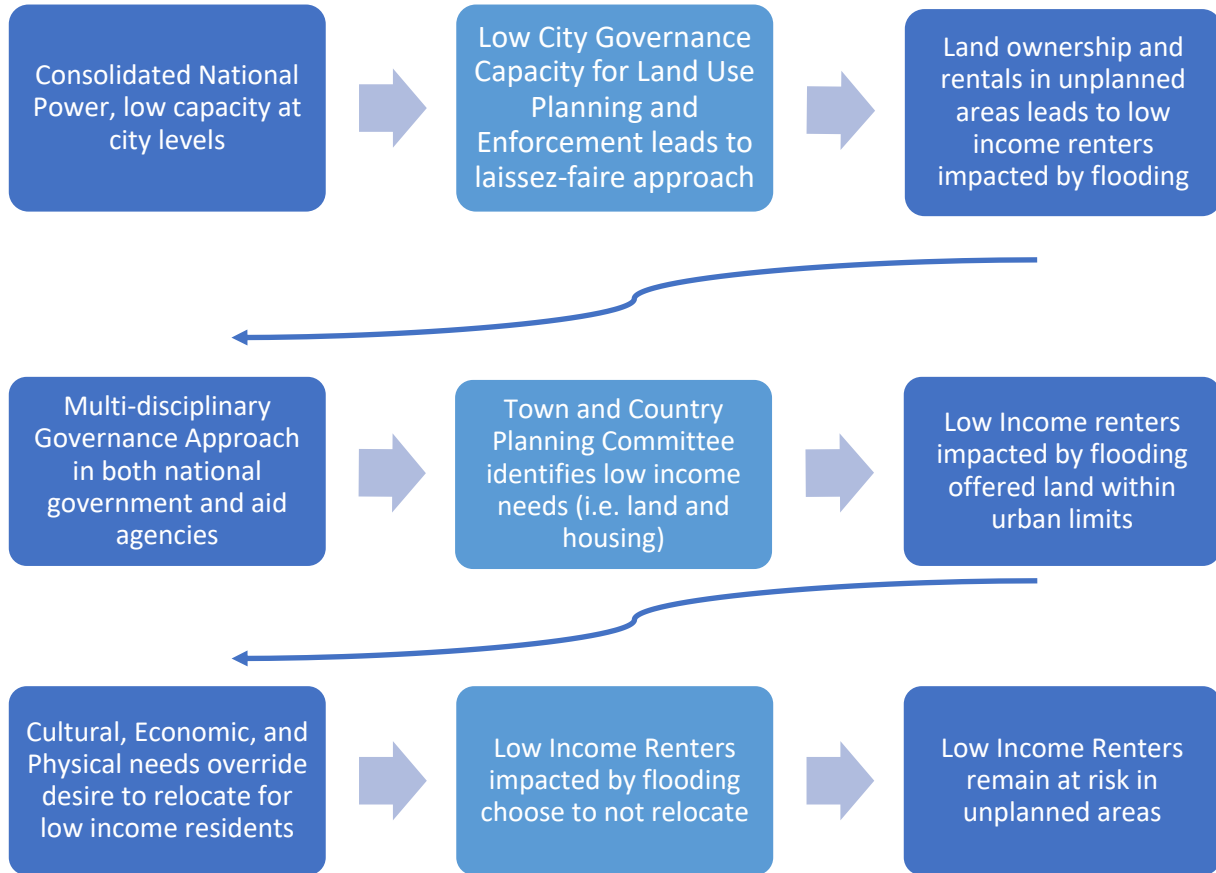 Consolidated National
Power, low capacity at
city levels
Low City Governance
Capacity for Land Use
Planning and
Enforcement leads to
laissez-faire approach
Land ownership and
rentals in unplanned
areas leads to low
income renters
impacted by flooding
Multi-disciplinary
Governance Approach
in both national
government and aid
agencies
Town and Country
Planning Committee
identifies low income
needs (i.e. land and
housing)
Low Income renters
impacted by flooding
offered land within
urban limits
Cultural, Economic, and
Physical needs override
desire to relocate for
low income residents
Low Income Renters
impacted by flooding
choose to not relocate
Low Income Renters
remain at risk in
unplanned areas